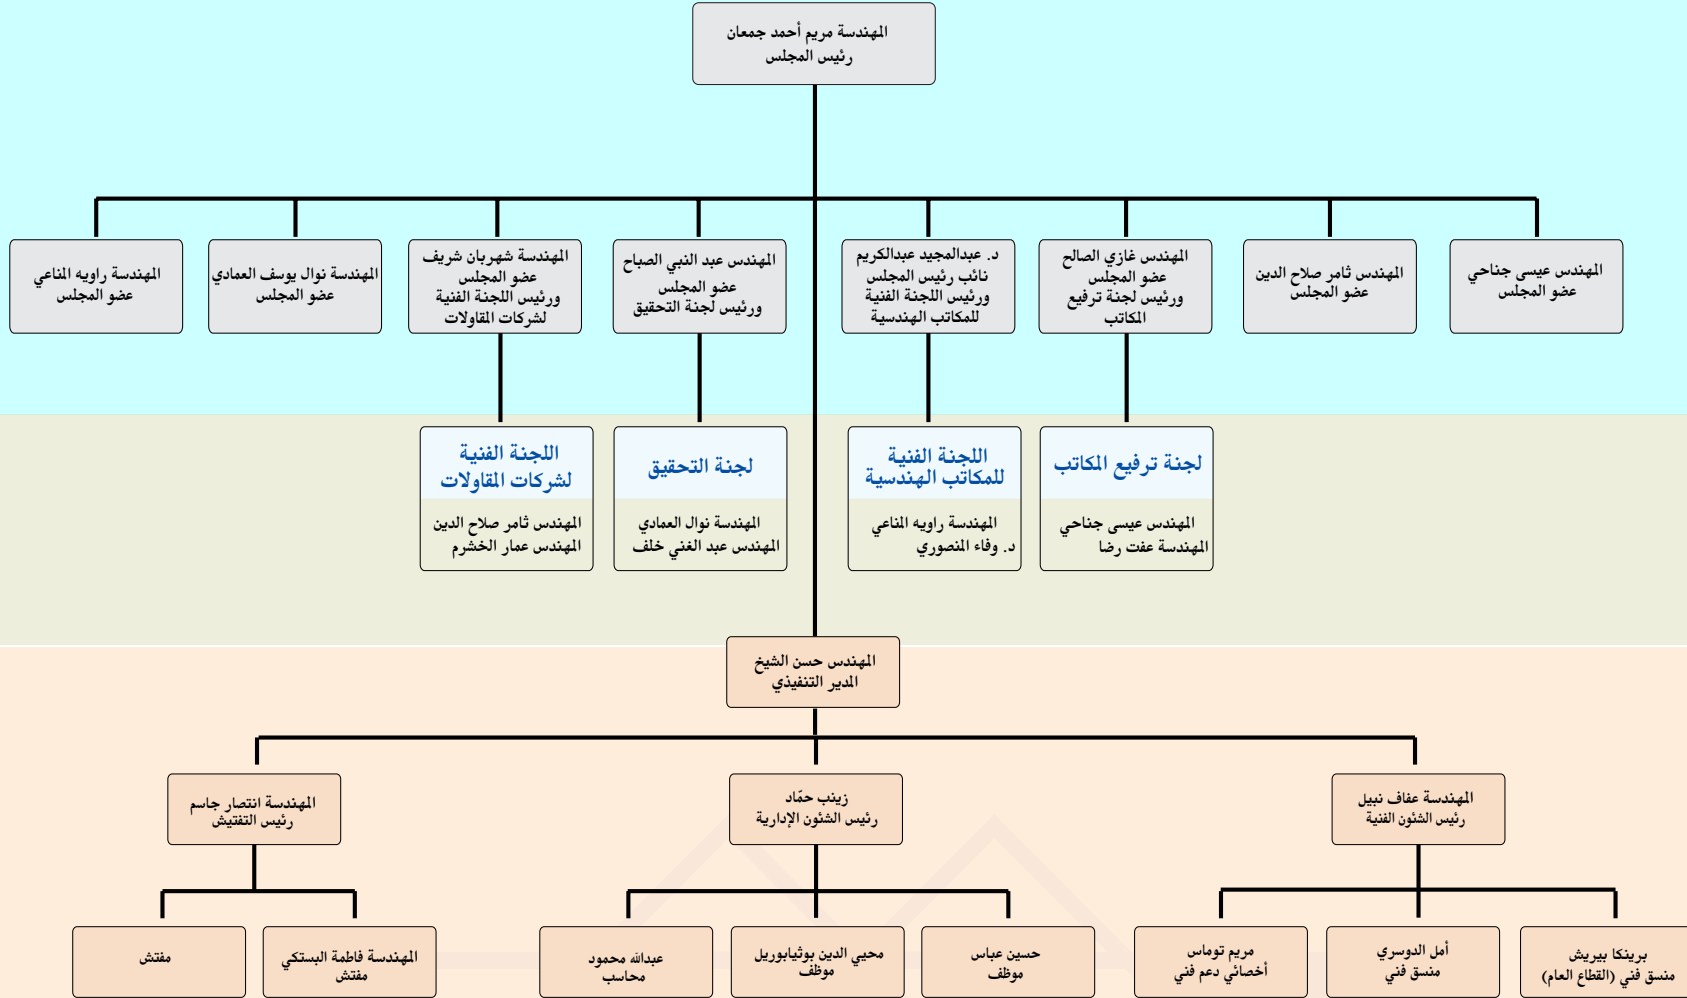 المهندسة مريم أحمد جمعان
رئيس المجلس
المهندس عيسى جناحي
عضو المجلس
المهندس ثامر صلاح الدين
عضو المجلس
المهندس غازي الصالح
عضو المجلس
ورئيس لجنة ترفيع
المكاتب
د. عبدالمجيد عبدالكريم
نائب رئيس المجلس
ورئيس اللجنة الفنية
للمكاتب الهندسية
المهندس عبد النبي الصباح
عضو المجلس
ورئيس لجنة التحقيق
المهندسة شهربان شريف
عضو المجلس
ورئيس اللجنة الفنية
لشركات المقاولات
المهندسة نوال يوسف العمادي
عضو المجلس
المهندسة راويه المناعي
عضو المجلس
لجنة ترفيع المكاتب
المهندس عيسى جناحي
المهندسة عفت رضا
اللجنة الفنية
للمكاتب الهندسية
المهندسة راويه المناعي
د. وفاء المنصوري
لجنة التحقيق
المهندسة نوال العمادي
المهندس عبد الغني خلف
اللجنة الفنية
لشركات المقاولات
المهندس ثامر صلاح الدين
المهندس عمار الخشرم
المهندس حسن الشيخ
المدير التنفيذي
المهندسة عفاف نبيل
رئيس الشئون الفنية
زينب حمّاد
رئيس الشئون الإدارية
المهندسة انتصار جاسم
رئيس التفتيش
برينكا بيريش
منسق فني (القطاع العام)
أمل الدوسري
منسق فني
مريم توماس
أخصائي دعم فني
حسين عباس
موظف
محيي الدين بوثيابوريل
موظف
عبدالله محمود
محاسب
المهندسة فاطمة البستكي
مفتش
مفتش